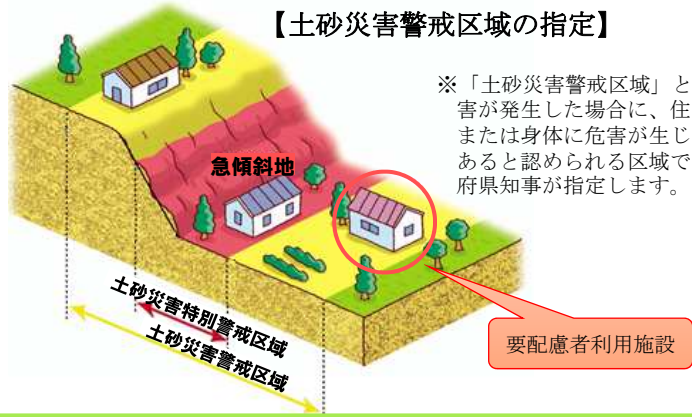 【土砂災害警戒区域の指定】
※「土砂災害警戒区域」と
害が発生した場合に、住
または身体に危害が生じ
あると認められる区域で
府県知事が指定します。
急傾斜地
土砂災害特別警戒区域
土砂災害警戒区域
要配慮者利用施設